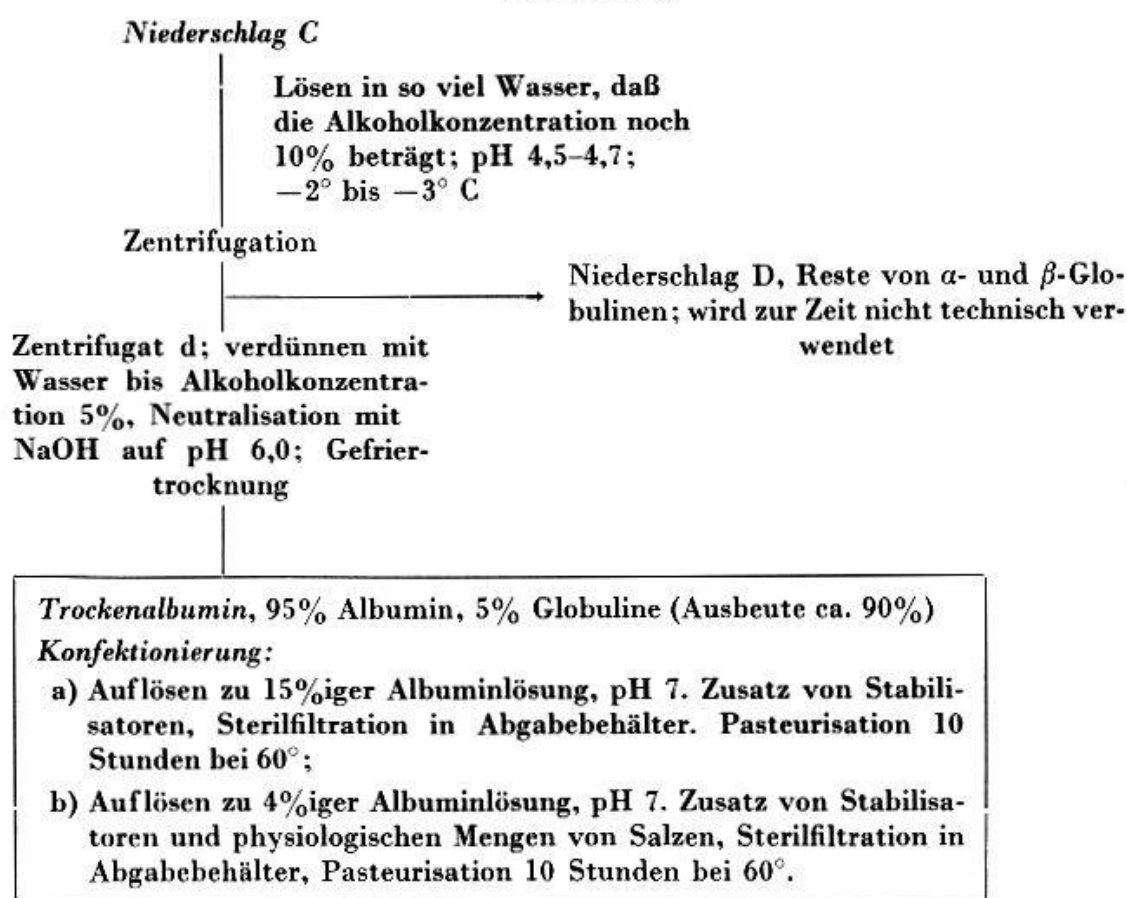 Niederschlag C
Lösen in so viel Wasser, daß
die Alkoholkonzentration noch
10% beträgt; pH 4,5–4,7;
—2° bis —3° C
Zentrifugation
Niederschlag D, Reste von α- und β-Glo-
bulinen; wird zur Zeit nicht technisch ver-
wendet
Zentrifugat d; verdünnen mit
Wasser bis Alkoholkonzentra-
tion 5%, Neutralisation mit
NaOH auf pH 6,0; Gefrier-
trocknung
Trockenalbumin, 95% Albumin, 5% Globuline (Ausbeute ca. 90%)
Konfektionierung:
a) Auflösen zu 15%iger Albuminlösung, pH 7. Zusatz von Stabili-
satoren, Sterilfiltration in Abgabebehälter. Pasteurisation 10
Stunden bei 60°;
b) Auflösen zu 4%iger Albuminlösung, pH 7. Zusatz von Stabilisa-
toren und physiologischen Mengen von Salzen, Sterilfiltration in
Abgabebehälter, Pasteurisation 10 Stunden bei 60°.